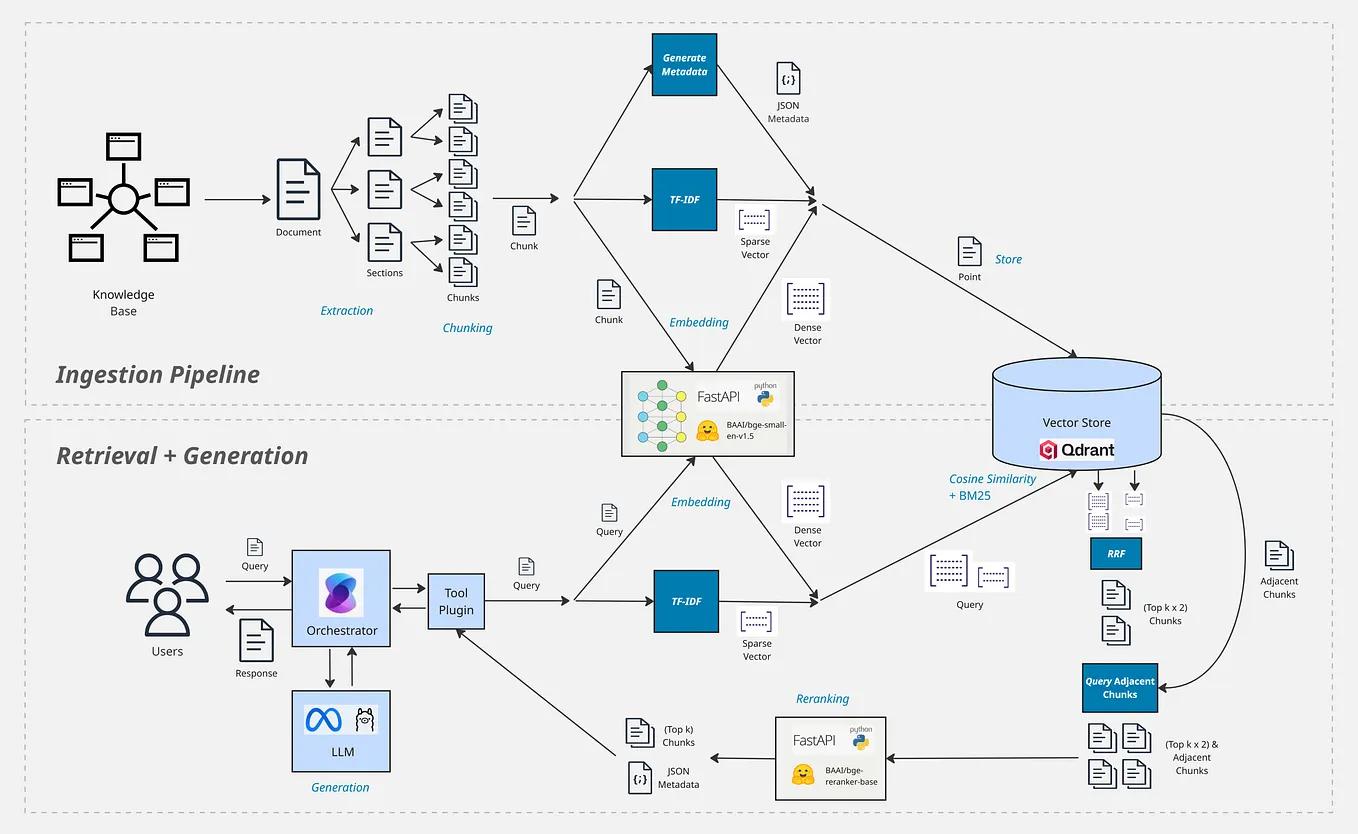 Generate
Metadata
{;}
JSON
Metadata
TF-IDF
Sparse
Vector
Document
Sections
Chunks
Chunk
Knowledge
Base
Extraction
Chunking
Chunk
Embedding
Dense
Vector
Point
Store
Ingestion Pipeline
FastAPI
python
BAAI/bge-small-
en-v1.5
Vector Store
Qdrant
Retrieval + Generation
Cosine Similarity
+ BM25
Embedding
Query
Dense
Vector
Query
Orchestrator
Tool
Plugin
Query
TF-IDF
Sparse
Vector
Query
RRF
(Top k x 2)
Chunks
Adjacent
Chunks
Users
Response
LLM
Generation
Query Adjacent
Chunks
(Top k x 2) &
Adjacent
Chunks
Reranking
FastAPI
python
BAAI/bge-
reranker-base
(Top k)
Chunks
{;}
JSON
Metadata